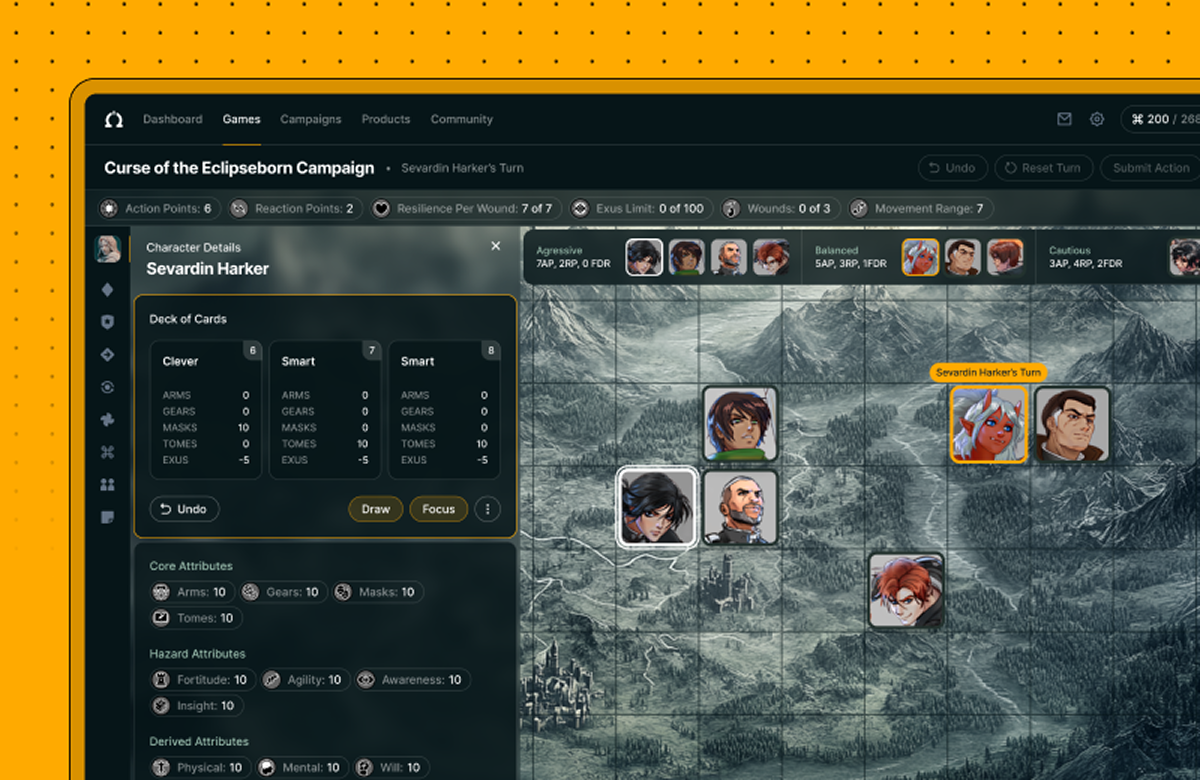 Dashboard Games Campaigns Products Community ⌘ 200 / 268
Curse of the Eclipseborn Campaign • Sevardin Harker's Turn Undo Reset Turn Submit Action
Action Points: 6 Reaction Points: 2 Resilience Per Wound: 7 of 7 Exus Limit: 0 of 100 Wounds: 0 of 3 Movement Range: 7
Character Details
Sevardin Harker
Agressive
7AP, 2RP, 0 FDR
Balanced
5AP, 3RP, 1FDR
Cautious
3AP, 4RP, 2FDR
Deck of Cards
Clever 6
ARMS 0
GEARS 0
MASKS 10
TOMES 0
EXUS -5
Smart 7
ARMS 0
GEARS 0
MASKS 0
TOMES 10
EXUS -5
Smart 8
ARMS 0
GEARS 0
MASKS 0
TOMES 10
EXUS -5
Undo Draw Focus
Core Attributes
Arms: 10 Gears: 10 Masks: 10
Tomes: 10
Hazard Attributes
Fortitude: 10 Agility: 10 Awareness: 10
Insight: 10
Derived Attributes
Physical: 10 Mental: 10 Will: 10
Sevardin Harker's Turn